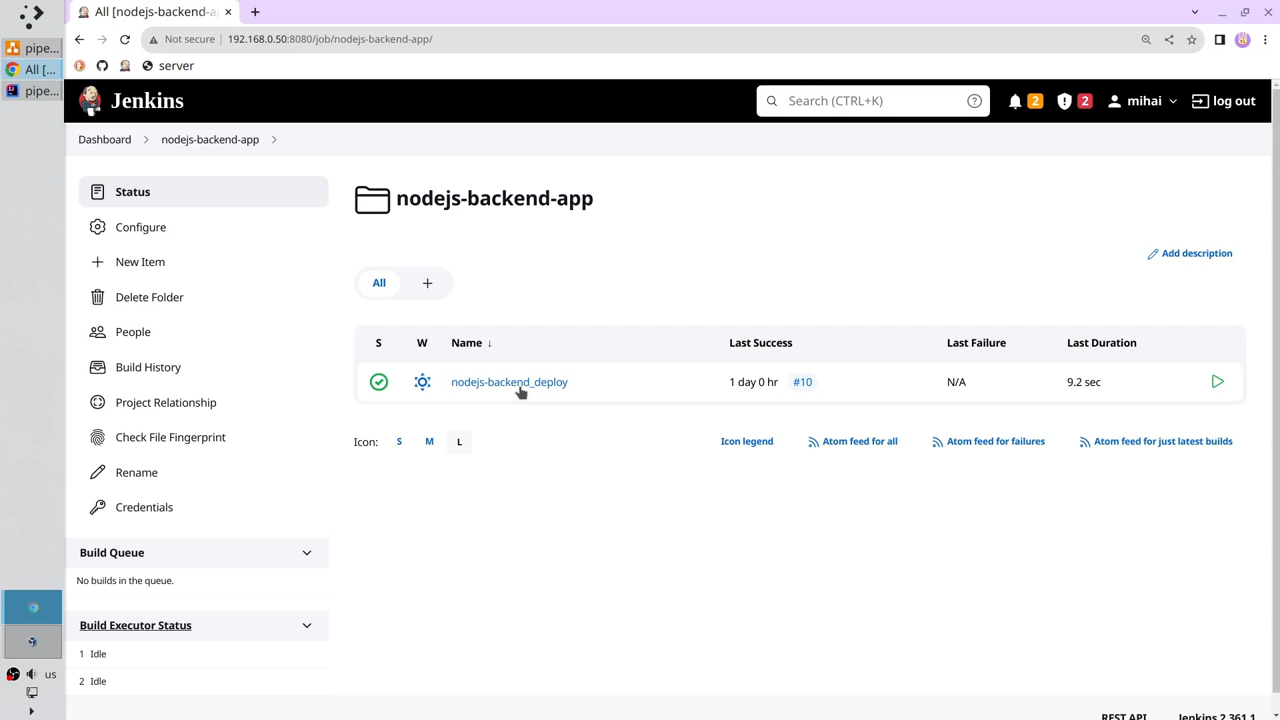 All [nodejs-backend-a
pipe...
All [...
pipe...
Not secure 192.168.0.50:8080/job/nodejs-backend-app/
server
Jenkins
Search (CTRL+K)
2
2
mihai
log out
Dashboard
nodejs-backend-app
Status
Configure
New Item
Delete Folder
People
Build History
Project Relationship
Check File Fingerprint
Rename
Credentials
Build Queue
No builds in the queue.
Build Executor Status
1 Idle
2 Idle
nodejs-backend-app
Add description
All +
S W Name ↓ Last Success Last Failure Last Duration
nodejs-backend_deploy 1 day 0 hr #10 N/A 9.2 sec
Icon: S M L
Icon legend Atom feed for all Atom feed for failures Atom feed for just latest builds
REST API Jenkins 2.361.1
us